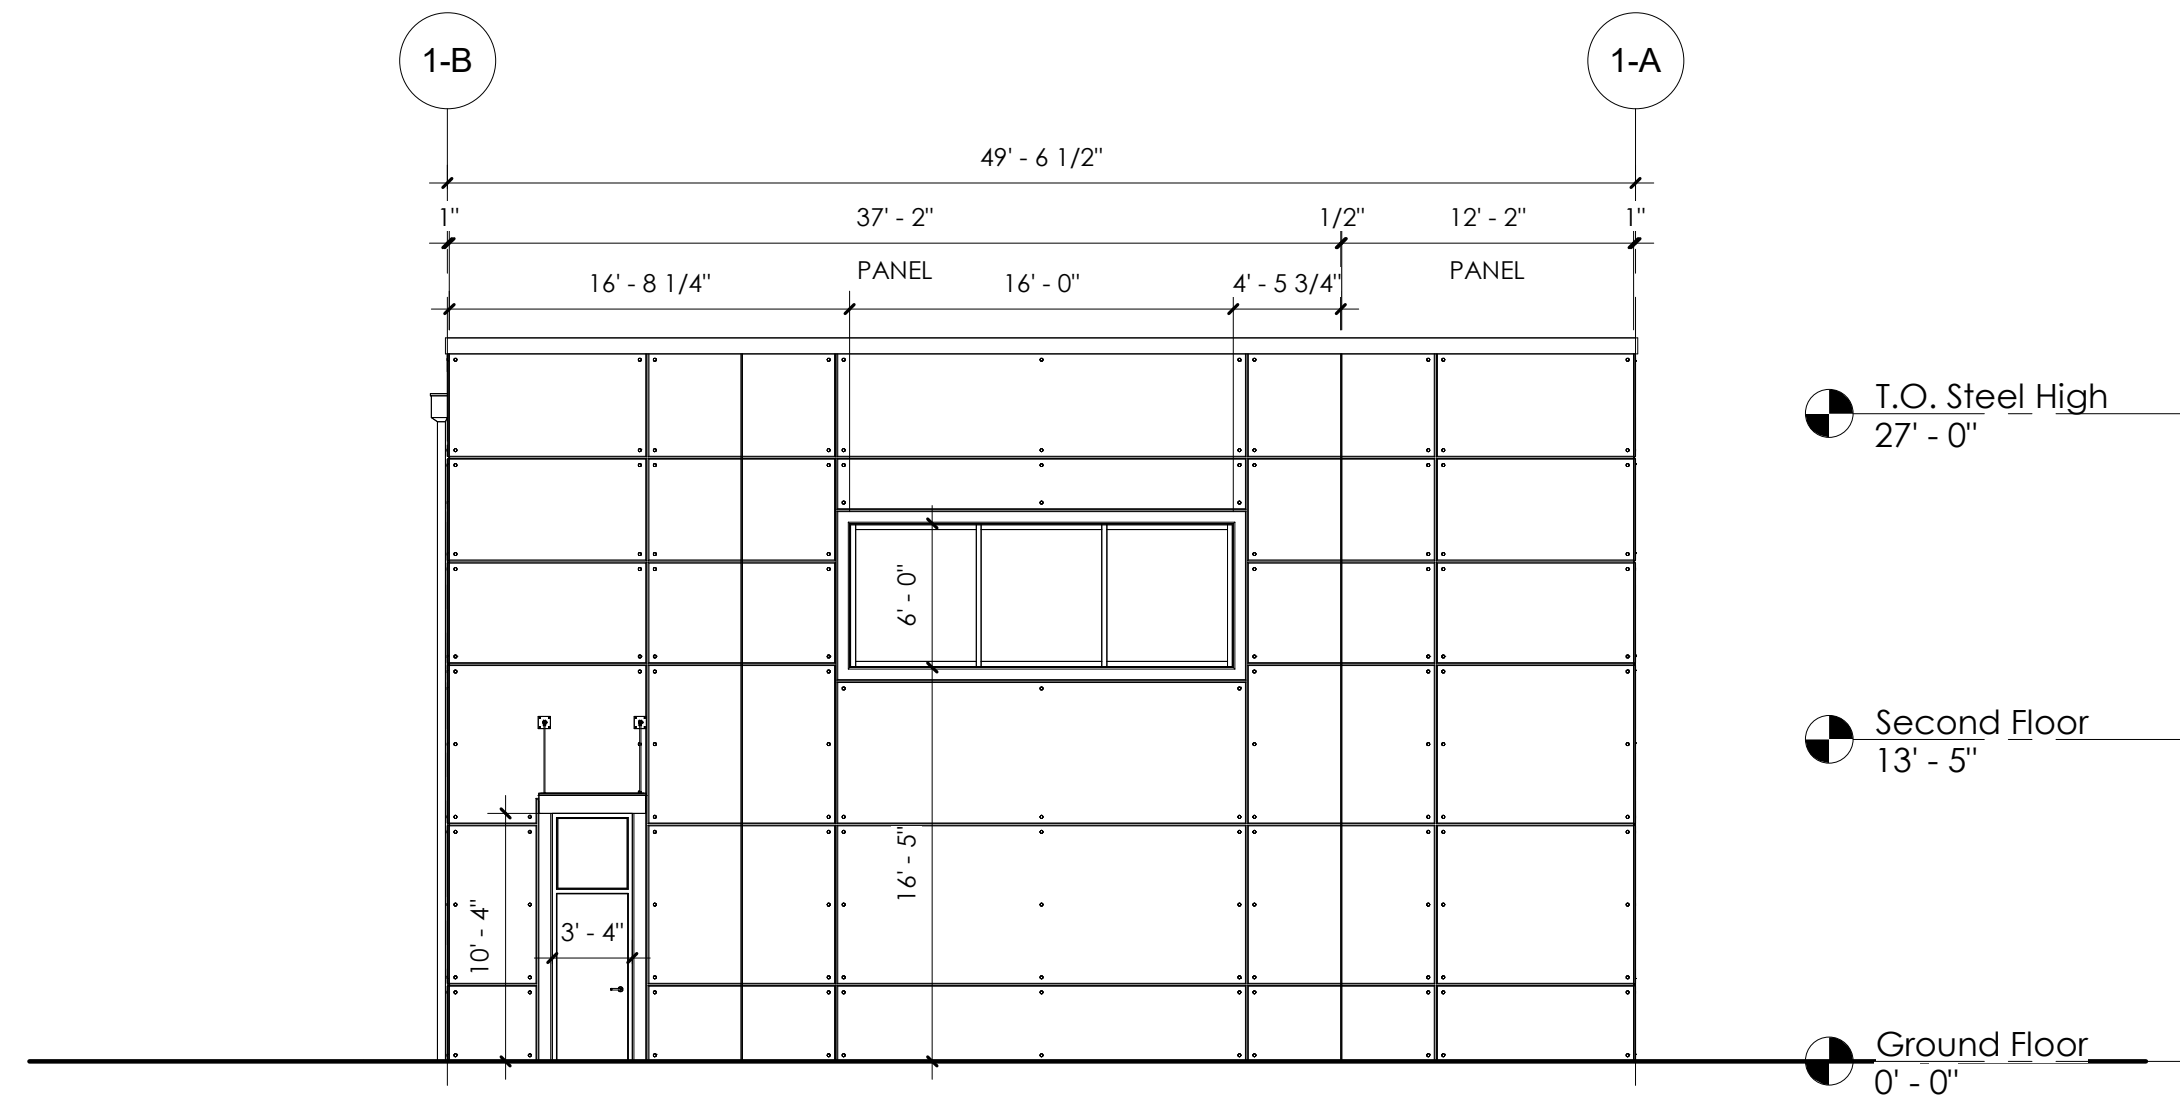 1-B
1-A
49' - 6 1/2"
1"
37' - 2"
1/2"
12' - 2"
1"
PANEL
PANEL
16' - 8 1/4"
16' - 0"
4' - 5 3/4"
T.O. Steel High
27' - 0"
6' - 0"
Second Floor
13' - 5"
16' - 5"
10' - 4"
3' - 4"
Ground Floor
0' - 0"